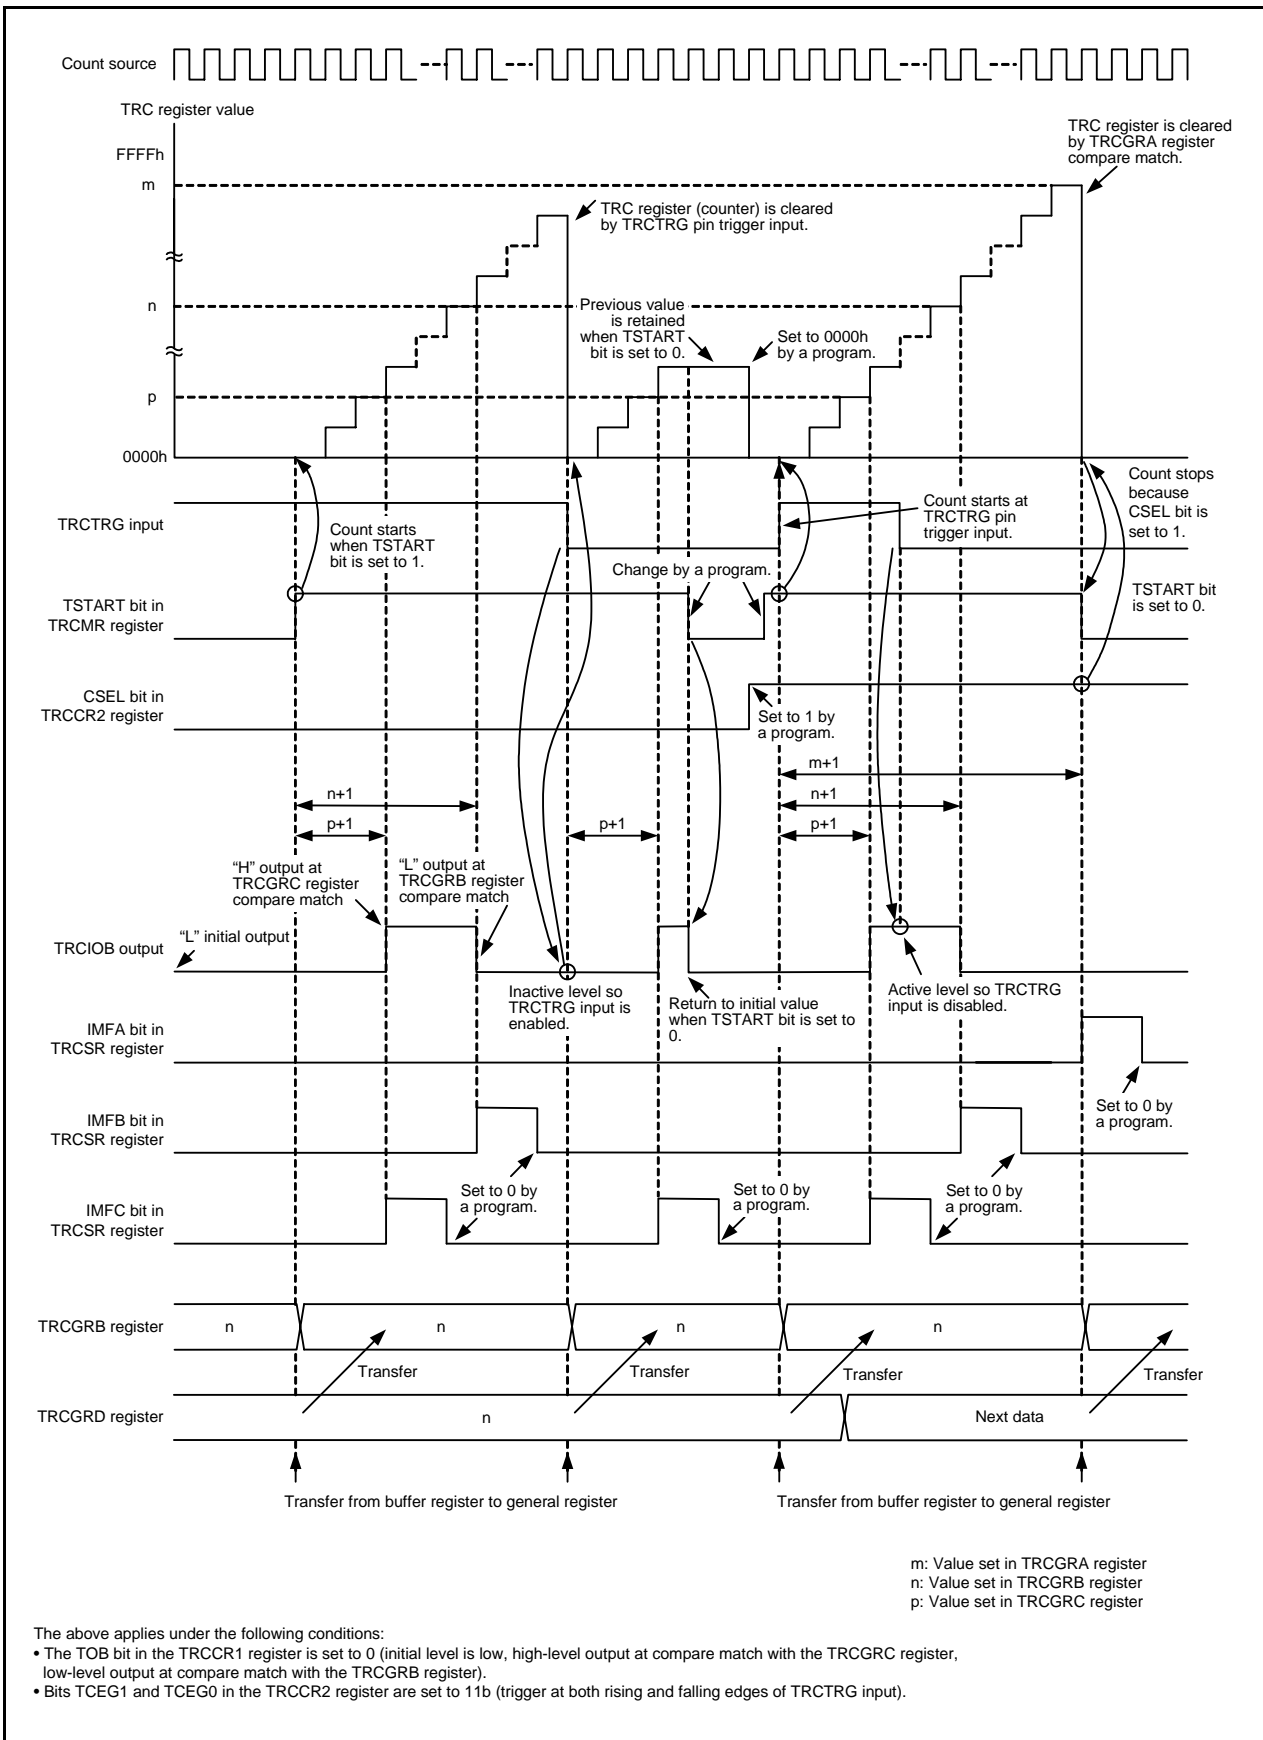 Count source
TRC register value
FFFFh
m
TRC register is cleared
by TRCGRA register
compare match.
TRC register (counter) is cleared
by TRCTRG pin trigger input.
n
Previous value
is retained
when TSTART
bit is set to 0.
Set to 0000h
by a program.
p
0000h
TRCTRG input
Count starts
when TSTART
bit is set to 1.
Count starts at
TRCTRG pin
trigger input.
Count stops
because
CSEL bit is
set to 1.
Change by a program.
TSTART bit in
TRCMR register
TSTART bit
is set to 0.
CSEL bit in
TRCCR2 register
Set to 1 by
a program.
m+1
n+1
n+1
p+1
p+1
p+1
“H” output at
TRCGRC register
compare match
“L” output at
TRCGRB register
compare match
TRCIOB output
“L” initial output
Inactive level so
TRCTRG input is
enabled.
Return to initial value
when TSTART bit is set to
0.
Active level so TRCTRG
input is disabled.
IMFA bit in
TRCSR register
Set to 0 by
a program.
IMFB bit in
TRCSR register
Set to 0 by
a program.
Set to 0 by
a program.
Set to 0 by
a program.
IMFC bit in
TRCSR register
TRCGRB register
n
n
n
n
Transfer
Transfer
Transfer
Transfer
TRCGRD register
n
Next data
Transfer from buffer register to general register
Transfer from buffer register to general register
m: Value set in TRCGRA register
n: Value set in TRCGRB register
p: Value set in TRCGRC register
The above applies under the following conditions:
• The TOB bit in the TRCCR1 register is set to 0 (initial level is low, high-level output at compare match with the TRCGRC register,
low-level output at compare match with the TRCGRB register).
• Bits TCEG1 and TCEG0 in the TRCCR2 register are set to 11b (trigger at both rising and falling edges of TRCTRG input).